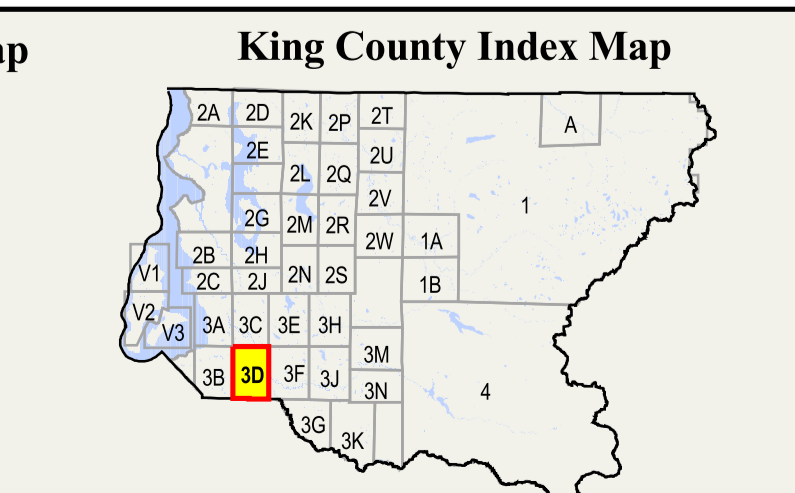 ap
King County Index Map
2A 2D 2K 2P 2T A
2E 2U
2L 2Q
2V 1
2G 2M 2R
2W 1A
2B 2H
V1 2C 2J 2N 2S 1B
V2 V3 3A 3C 3E 3H
3M
3B 3D 3F 3J 3N 4
3G 3K